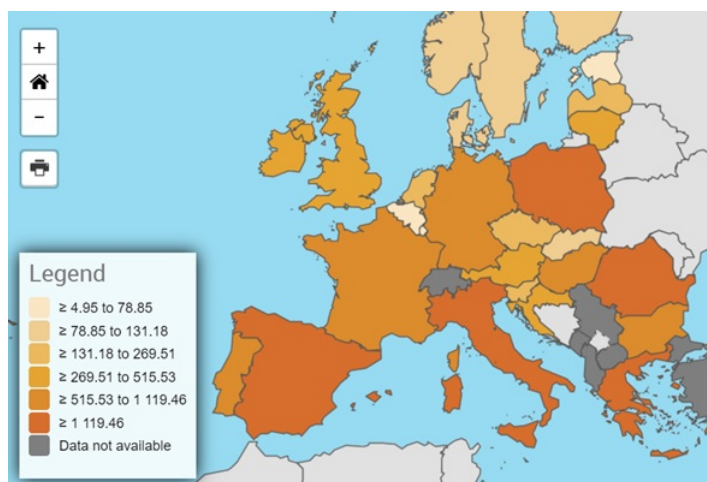 +
−
Legend
≥ 4.95 to 78.85
≥ 78.85 to 131.18
≥ 131.18 to 269.51
≥ 269.51 to 515.53
≥ 515.53 to 1 119.46
≥ 1 119.46
Data not available